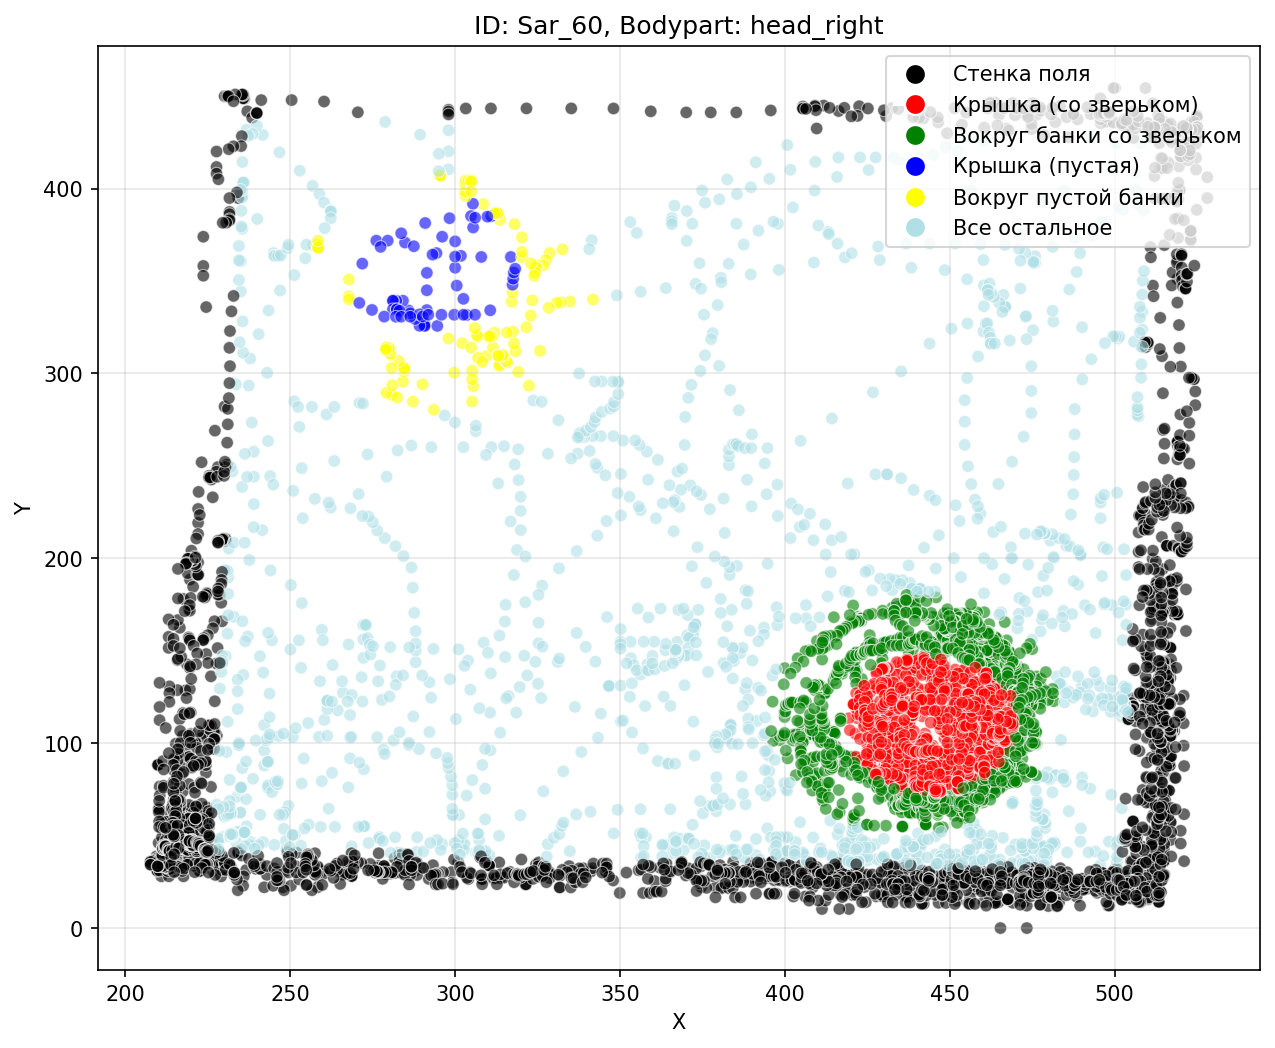 ID: Sar_60, Bodypart: head_right
Стенка поля
Крышка (со зверьком)
Вокруг банки со зверьком
Крышка (пустая)
Вокруг пустой банки
Все остальное
Y
400
300
200
100
0
200
250
300
350
400
450
500
X